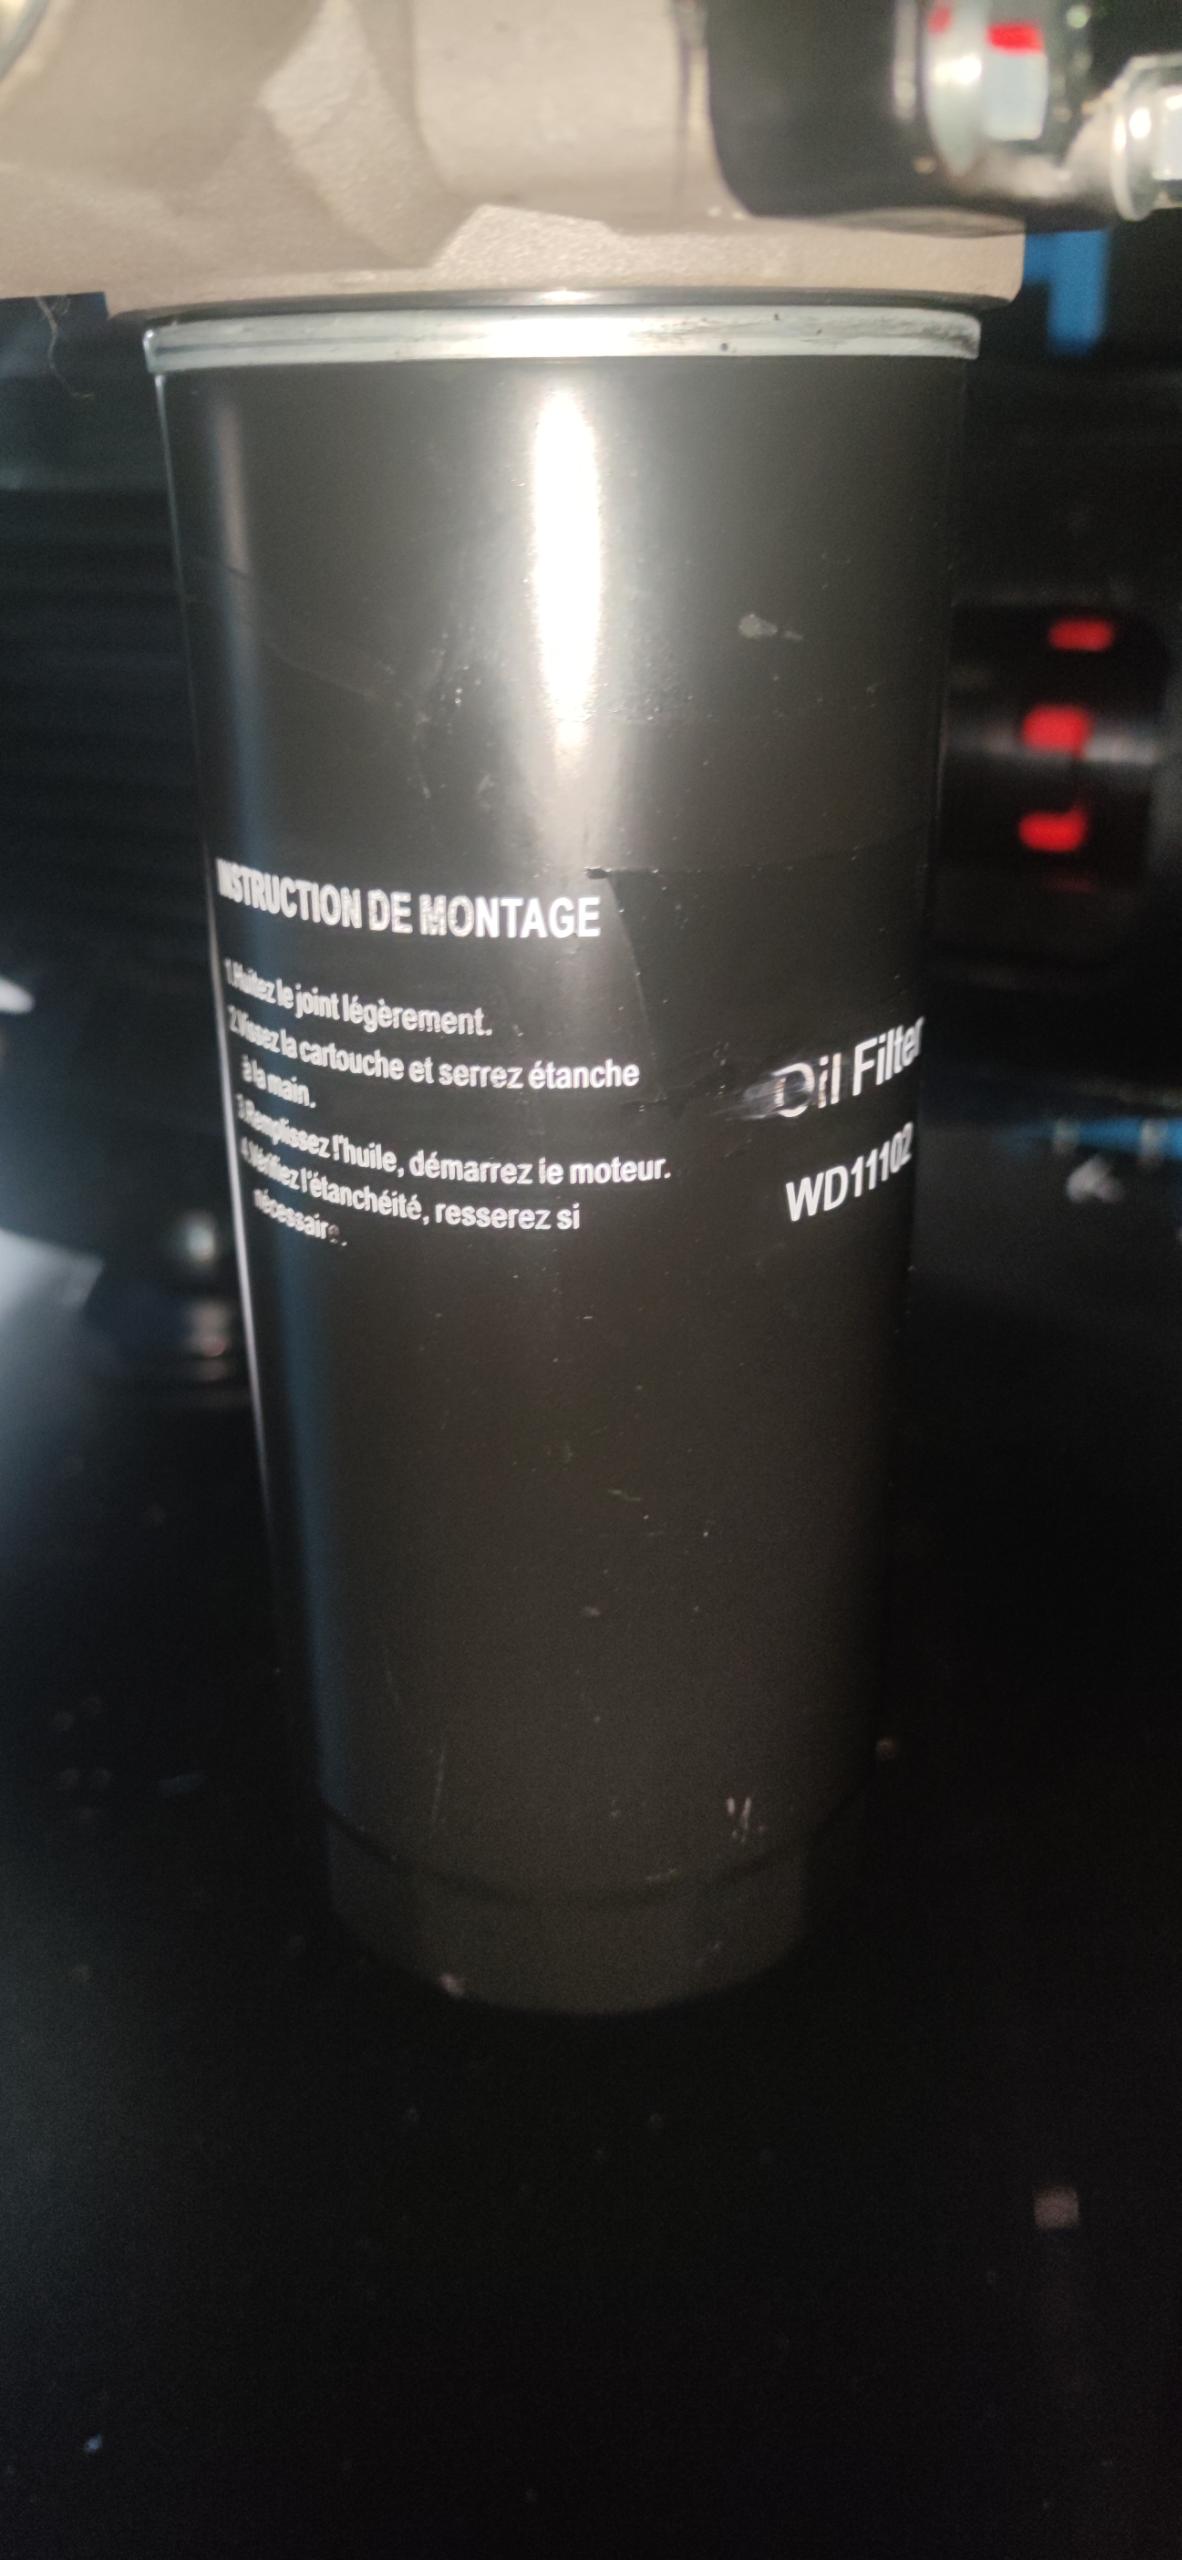 INSTRUCTION DE MONTAGE
1.Huilez le joint légèrement.
2.Vissez la cartouche et serrez étanche
à la main.
3.Remplissez l'huile, démarrez le moteur.
4.Vérifiez l'étanchéité, resserez si
nécessaire.
Oil Filter
WD11102